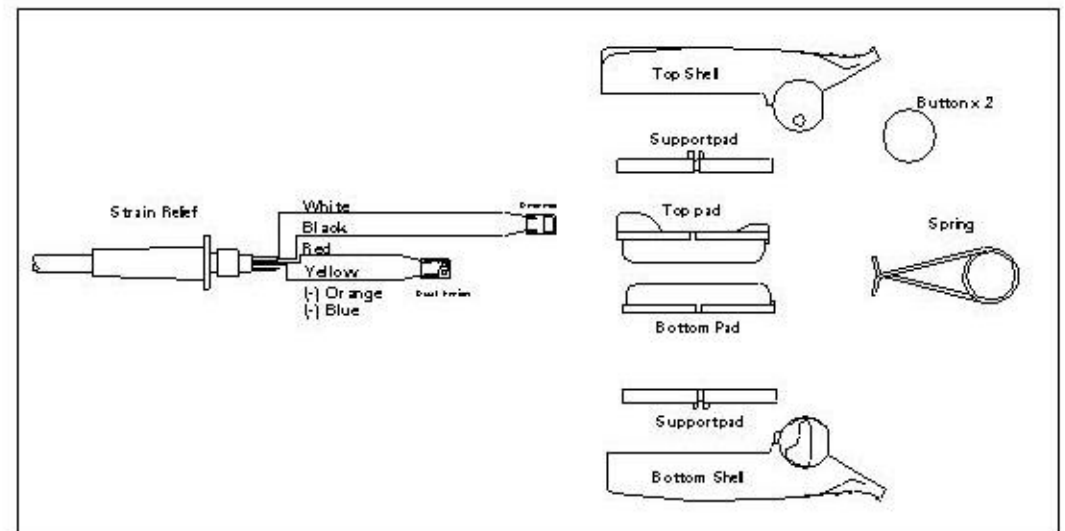 Top Shell
Button x 2
Supportpad
Strain Relief
White
Black
Red
Yellow
(-) Orange
(-) Blue
Top pad
Spring
Bottom Pad
Supportpad
Bottom Shell